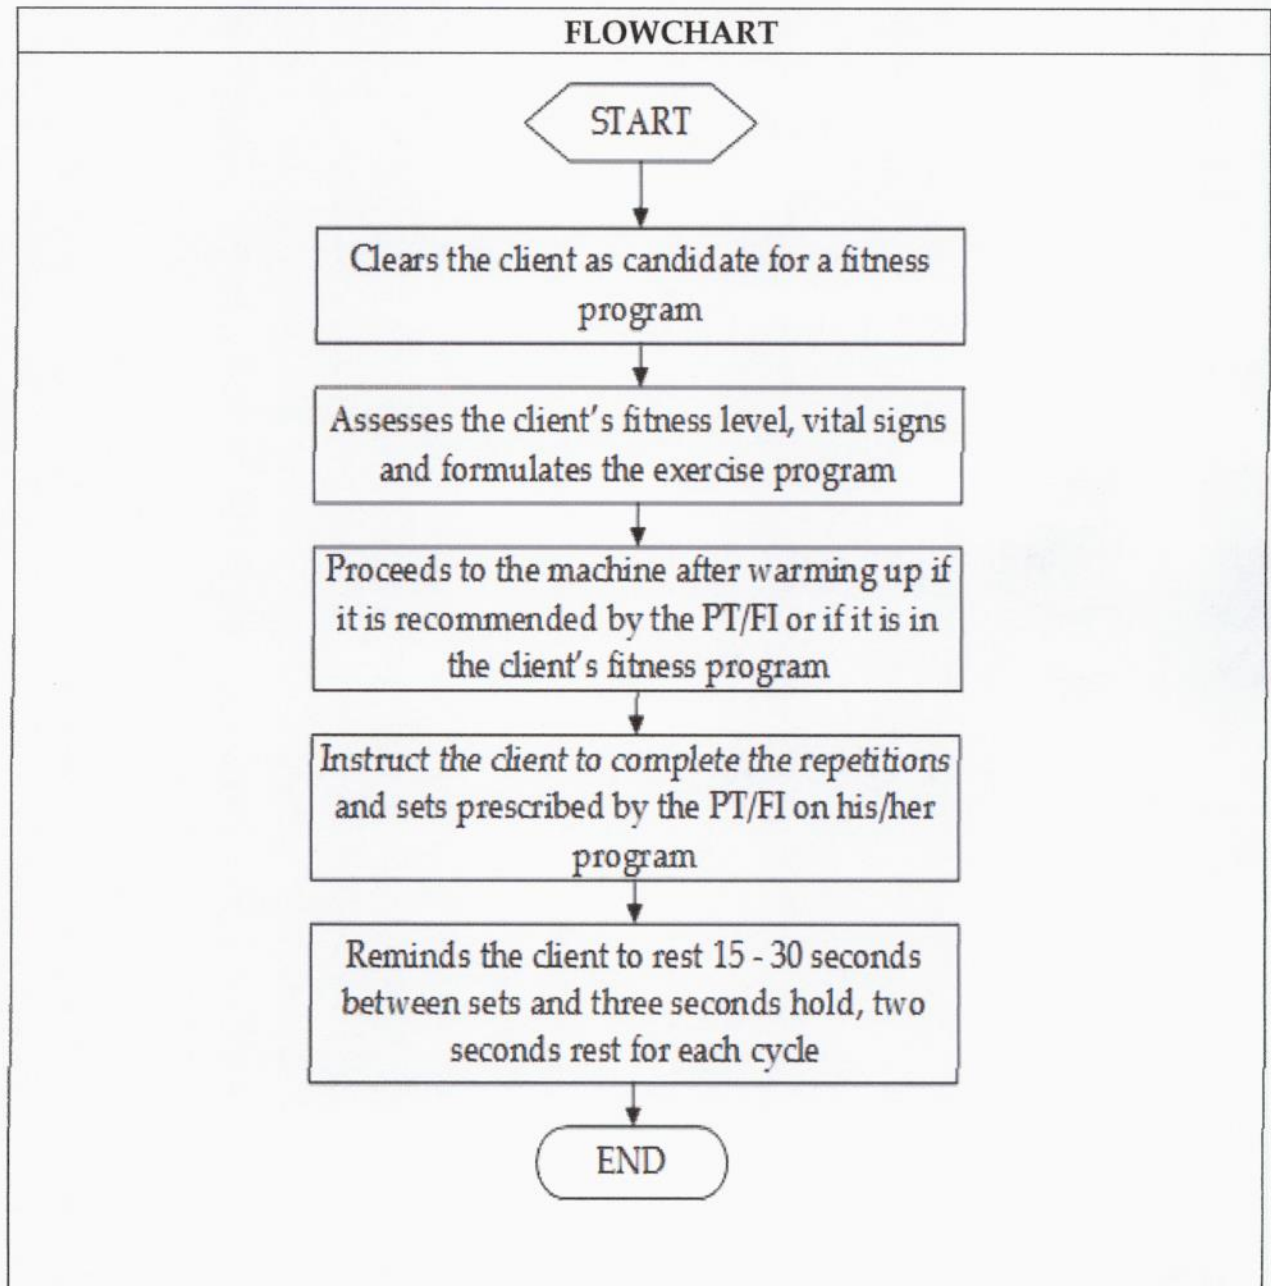 FLOWCHART
START
Clears the client as candidate for a fitness
program
Assesses the client's fitness level, vital signs
and formulates the exercise program
Proceeds to the machine after warming up if
it is recommended by the PT/FI or if it is in
the client's fitness program
Instruct the client to complete the repetitions
and sets prescribed by the PT/FI on his/her
program
Reminds the client to rest 15 - 30 seconds
between sets and three seconds hold, two
seconds rest for each cycle
END